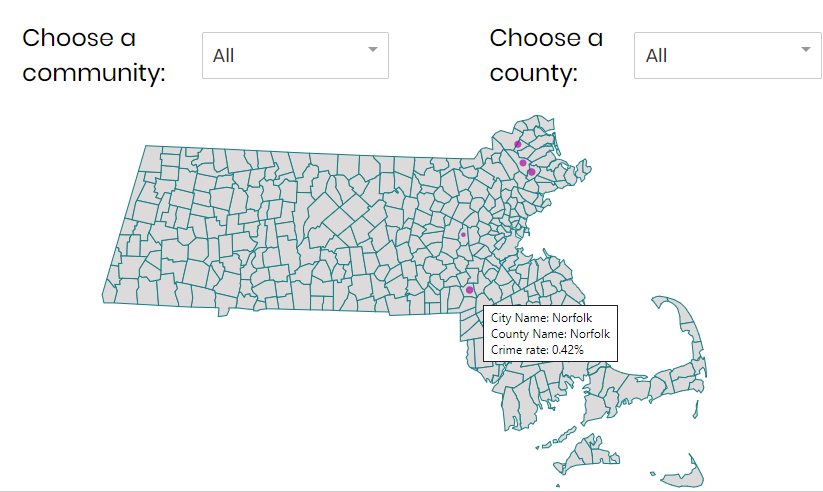 Choose a
community:
All
Choose a
county:
All
City Name: Norfolk
County Name: Norfolk
Crime rate: 0.42%